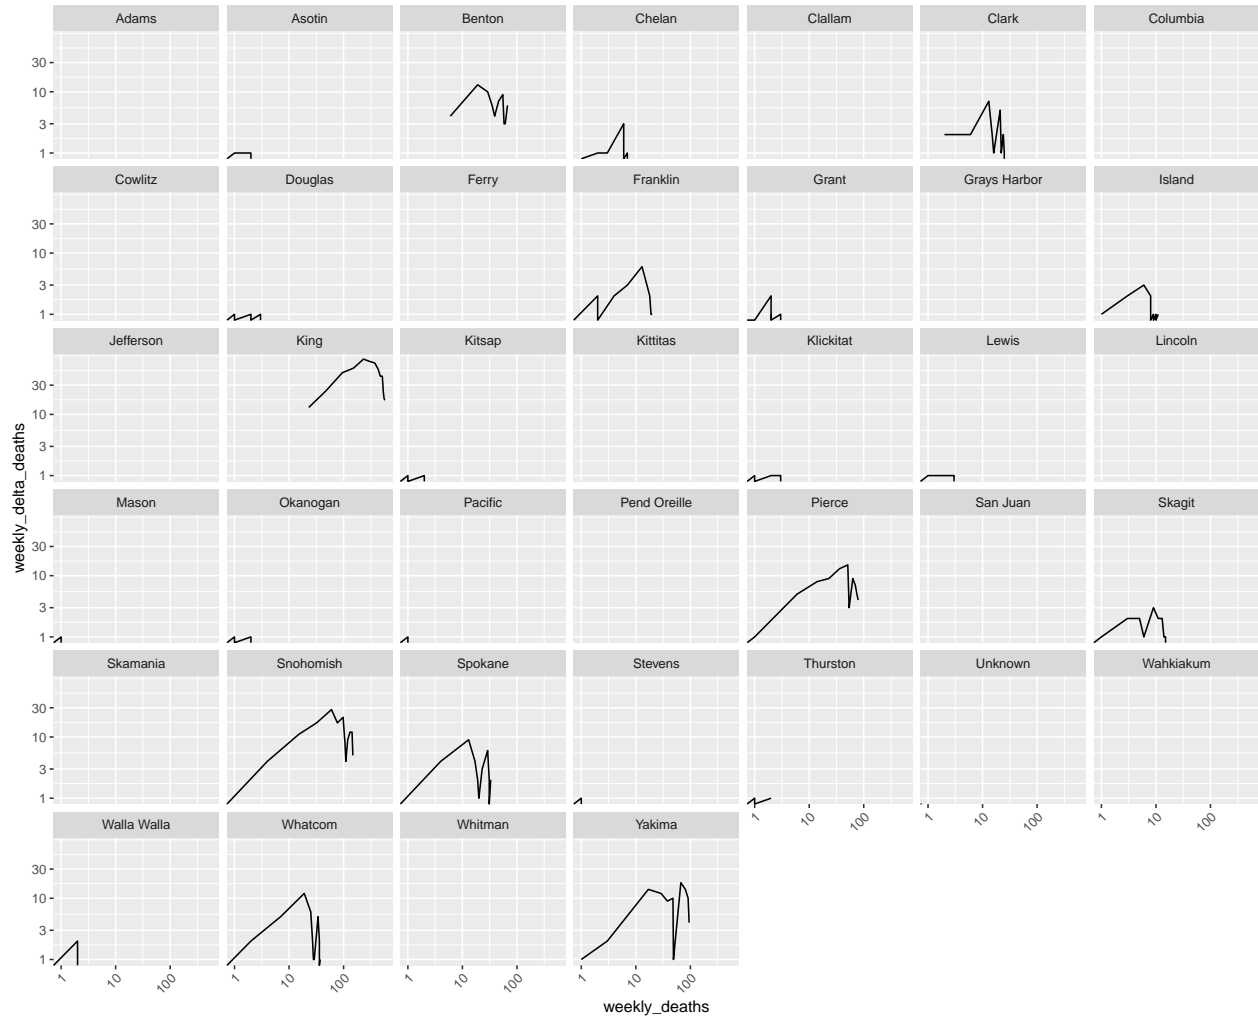 Adams Asotin Benton Chelan Clallam Clark Columbia
30
10
3
1
Cowlitz Douglas Ferry Franklin Grant Grays Harbor Island
30
10
3
1
Jefferson King Kitsap Kittitas Klickitat Lewis Lincoln
30
10
3
1
weekly_delta_deaths
Mason Okanogan Pacific Pend Oreille Pierce San Juan Skagit
30
10
3
1
Skamania Snohomish Spokane Stevens Thurston Unknown Wahkiakum
30
10
3
1
1 10 100 1 10 100 1 10 100
Walla Walla Whatcom Whitman Yakima
30
10
3
1
1 10 100 1 10 100 1 10 100 1 10 100
weekly_deaths